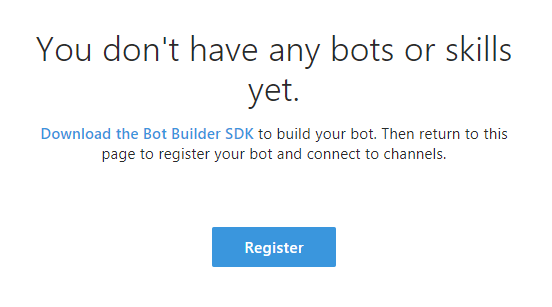 You don't have any bots or skills
yet.
Download the Bot Builder SDK to build your bot. Then return to this
page to register your bot and connect to channels.
Register